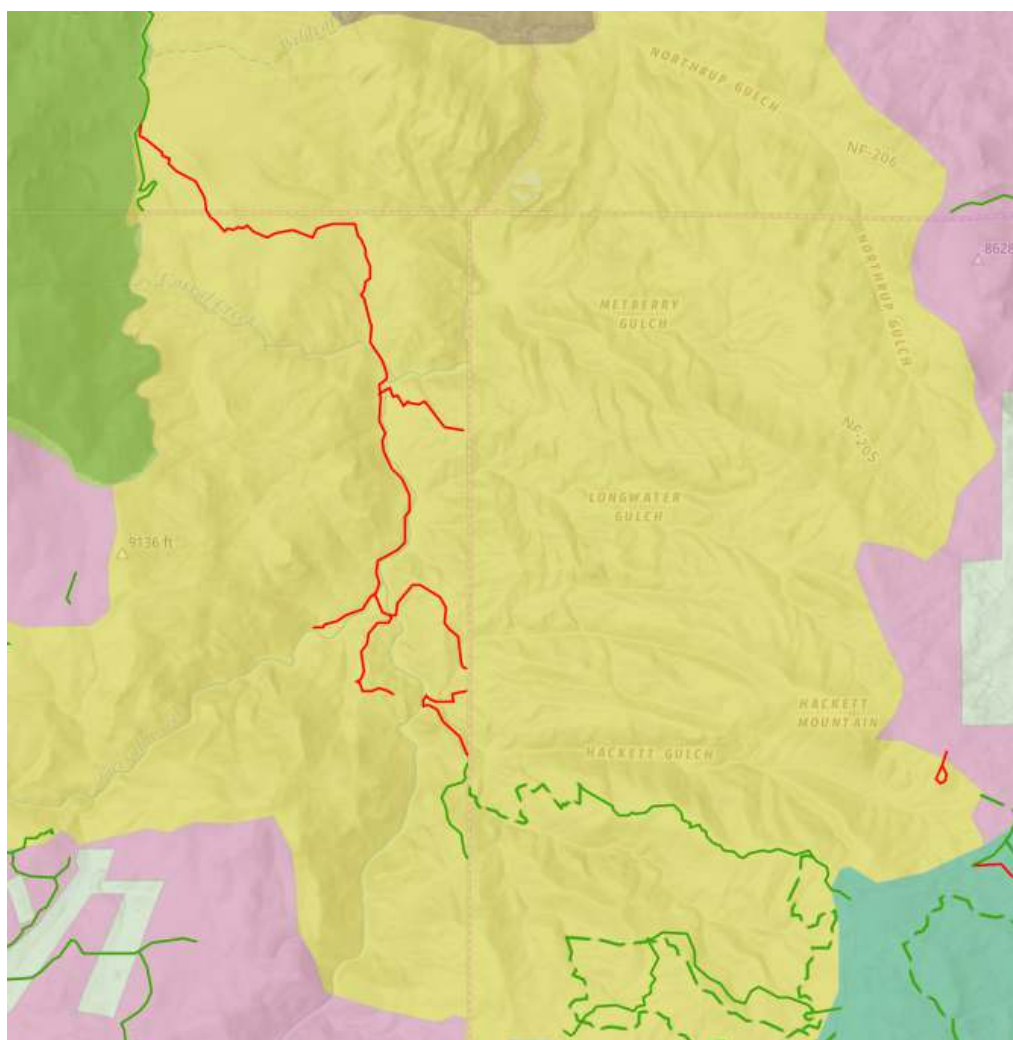 NORTHRUP GULCH
NF-206
NORTHRUP GULCH
8628
METBERRY
GULCH
NF-205
LONGWATER
GULCH
9136 ft
HACKETT
MOUNTAIN
HACKETT GULCH